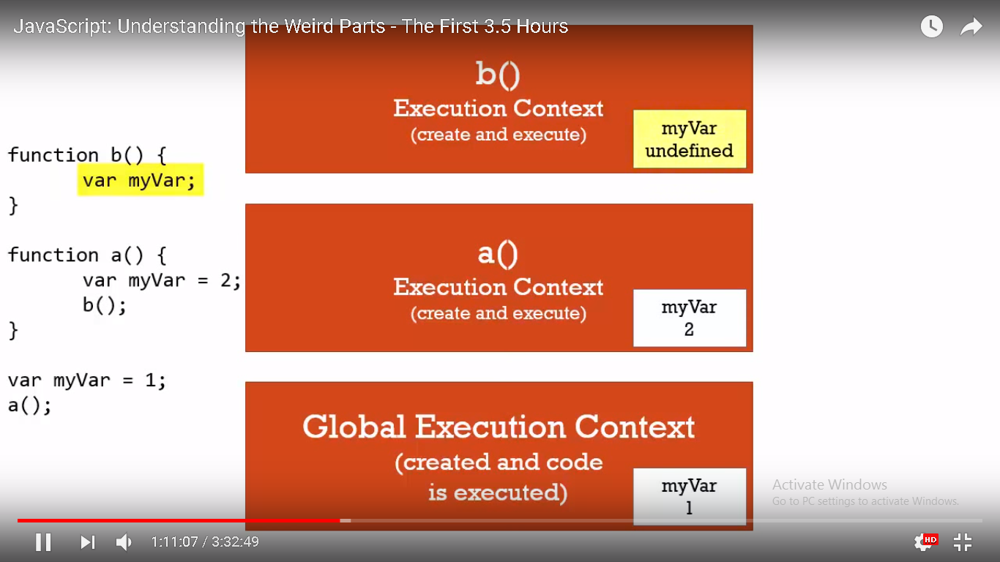 JavaScript: Understanding the Weird Parts - The First 3.5 Hours
function b() {
var myVar;
}
function a() {
var myVar = 2;
b();
}
var myVar = 1;
a();
b()
Execution Context
(create and execute)
myVar
undefined
a()
Execution Context
(create and execute)
myVar
2
Global Execution Context
(created and code
is executed)
myVar
1
Activate Windows
Go to PC settings to activate Windows.
1:11:07 / 3:32:49
HD